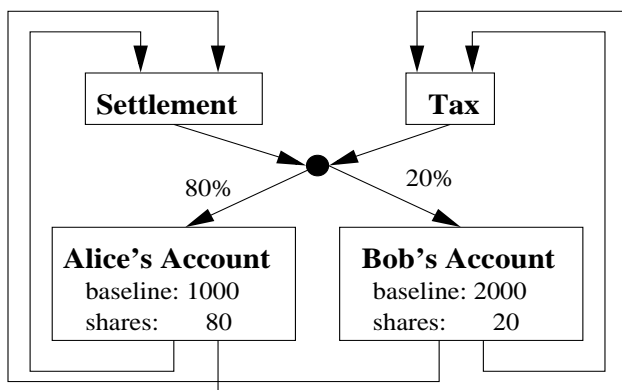 Settlement
Tax
80%
20%
Alice's Account
baseline: 1000
shares: 80
Bob's Account
baseline: 2000
shares: 20